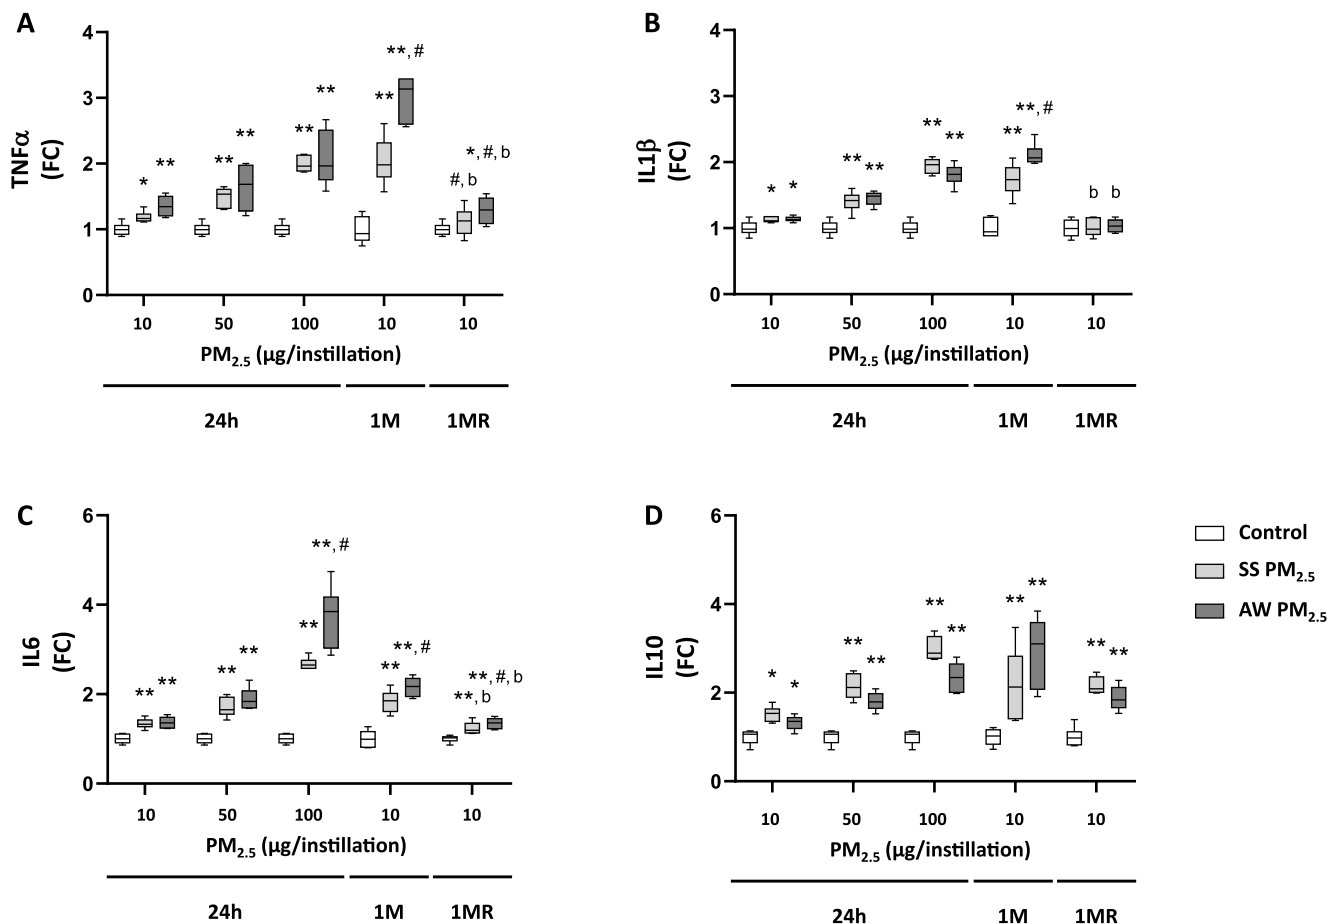 A
TNFα
(FC)
4
3
2
1
0
*
**
**
**
**
**
**
**, #
#, b
*, #, b
10
50
100
10
10
PM2.5 (µg/instillation)
24h
1M
1MR
B
IL1β
(FC)
4
3
2
1
0
*
*
**
**
**
**
**
**, #
b
b
10
50
100
10
10
PM2.5 (µg/instillation)
24h
1M
1MR
C
IL6
(FC)
6
4
2
0
**
**
**
**
**
**, #
**
**, #
**, b
**, #, b
10
50
100
10
10
PM2.5 (µg/instillation)
24h
1M
1MR
D
IL10
(FC)
6
4
2
0
*
*
**
**
**
**
**
**
**
**
10
50
100
10
10
PM2.5 (µg/instillation)
24h
1M
1MR
Control
SS PM2.5
AW PM2.5